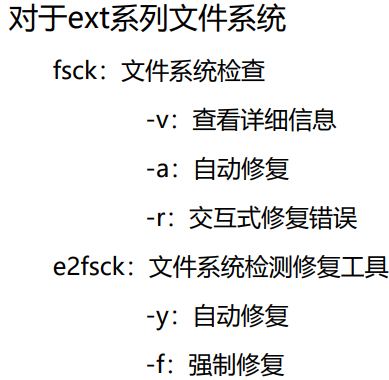 对于ext系列文件系统
fsck：文件系统检查
-v：查看详细信息
-a：自动修复
-r：交互式修复错误
e2fsck：文件系统检测修复工具
-y：自动修复
-f：强制修复